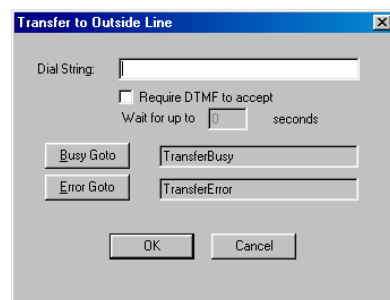 Transfer to Outside Line
Dial String:
Require DTMF to accept
Wait for up to 0 seconds
Busy Goto TransferBusy
Error Goto TransferError
OK Cancel